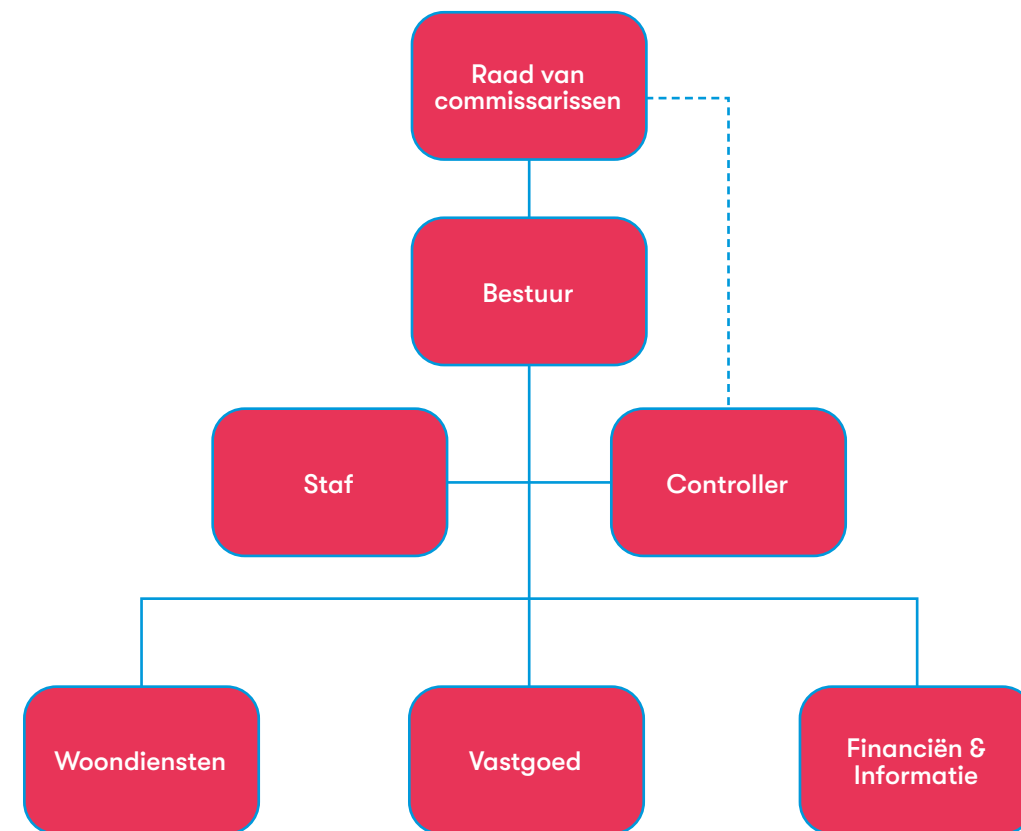 Raad van
commissarissen
Bestuur
Staf
Controller
Woondiensten
Vastgoed
Financiën &
Informatie